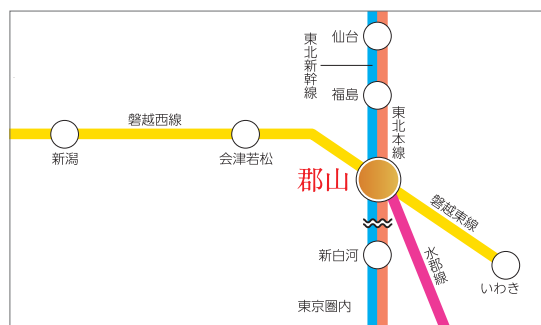 仙台
東北新幹線
福島
東北本線
磐越西線
新潟
会津若松
郡山
磐越東線
水郡線
新白河
いわき
東京圏内